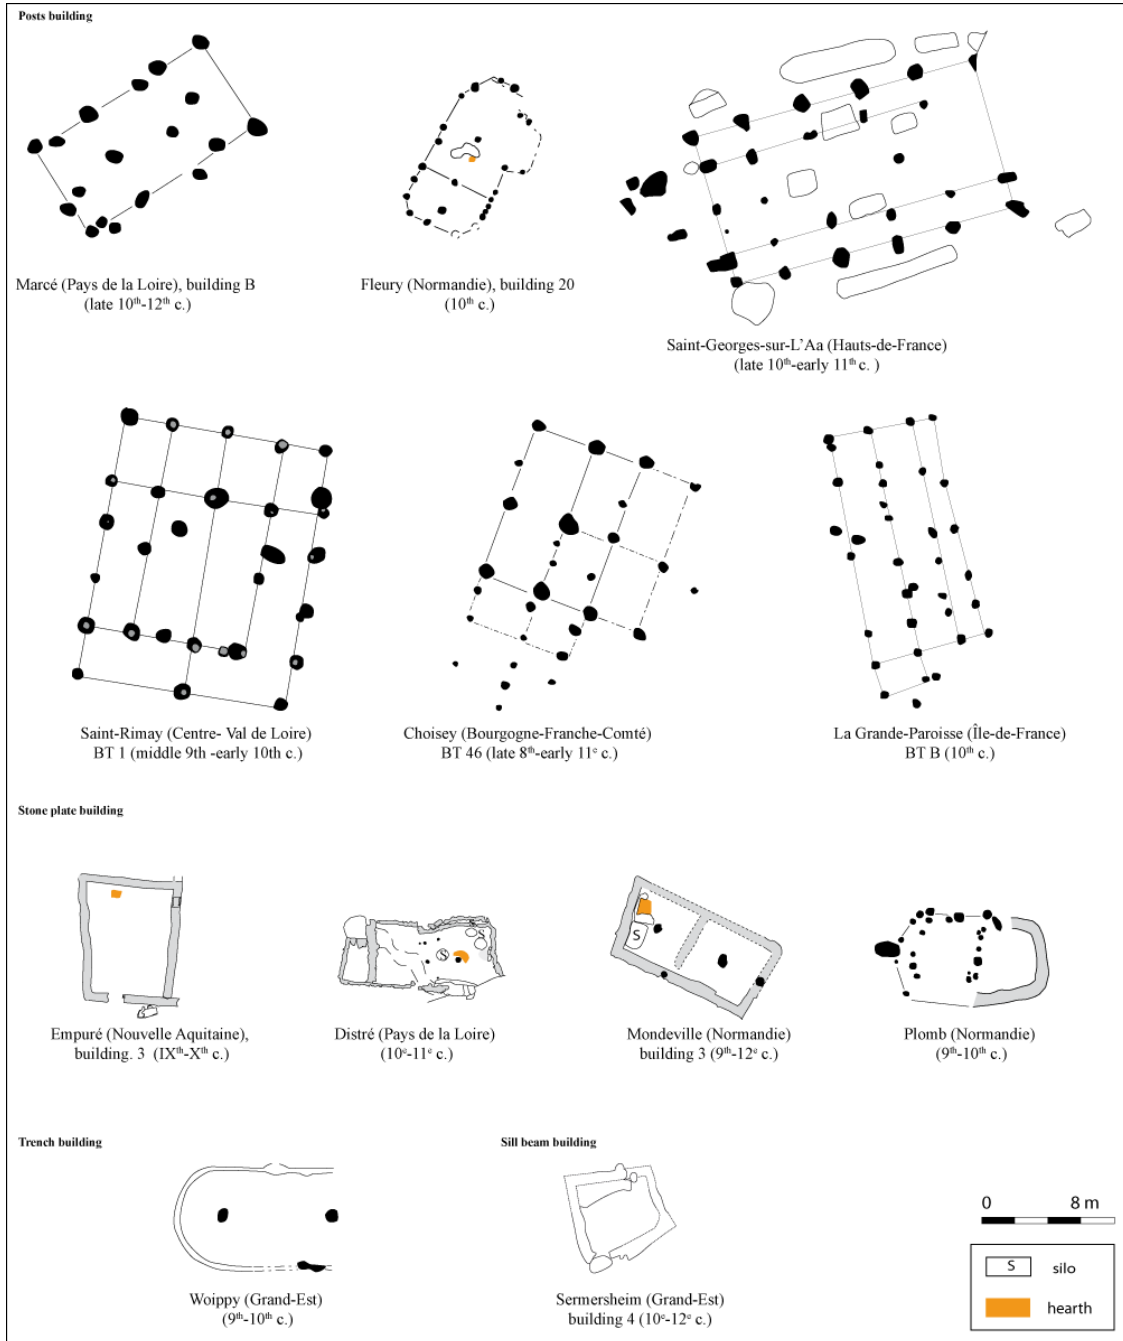 Posts building
Marcé (Pays de la Loire), building B
(late 10th-12th c.)
Fleury (Normandie), building 20
(10th c.)
Saint-Georges-sur-L'Aa (Hauts-de-France)
(late 10th-early 11th c. )
Saint-Rimay (Centre- Val de Loire)
BT 1 (middle 9th -early 10th c.)
Choisey (Bourgogne-Franche-Comté)
BT 46 (late 8th-early 11e c.)
La Grande-Paroisse (Île-de-France)
BT B (10th c.)
Stone plate building
S
S
S
Empuré (Nouvelle Aquitaine),
building. 3 (IXth-Xth c.)
Distré (Pays de la Loire)
(10e-11e c.)
Mondeville (Normandie)
building 3 (9th-12e c.)
Plomb (Normandie)
(9th-10th c.)
Trench building
Sill beam building
Woippy (Grand-Est)
(9th-10th c.)
Sermersheim (Grand-Est)
building 4 (10e-12e c.)
0 8 m
S silo
hearth